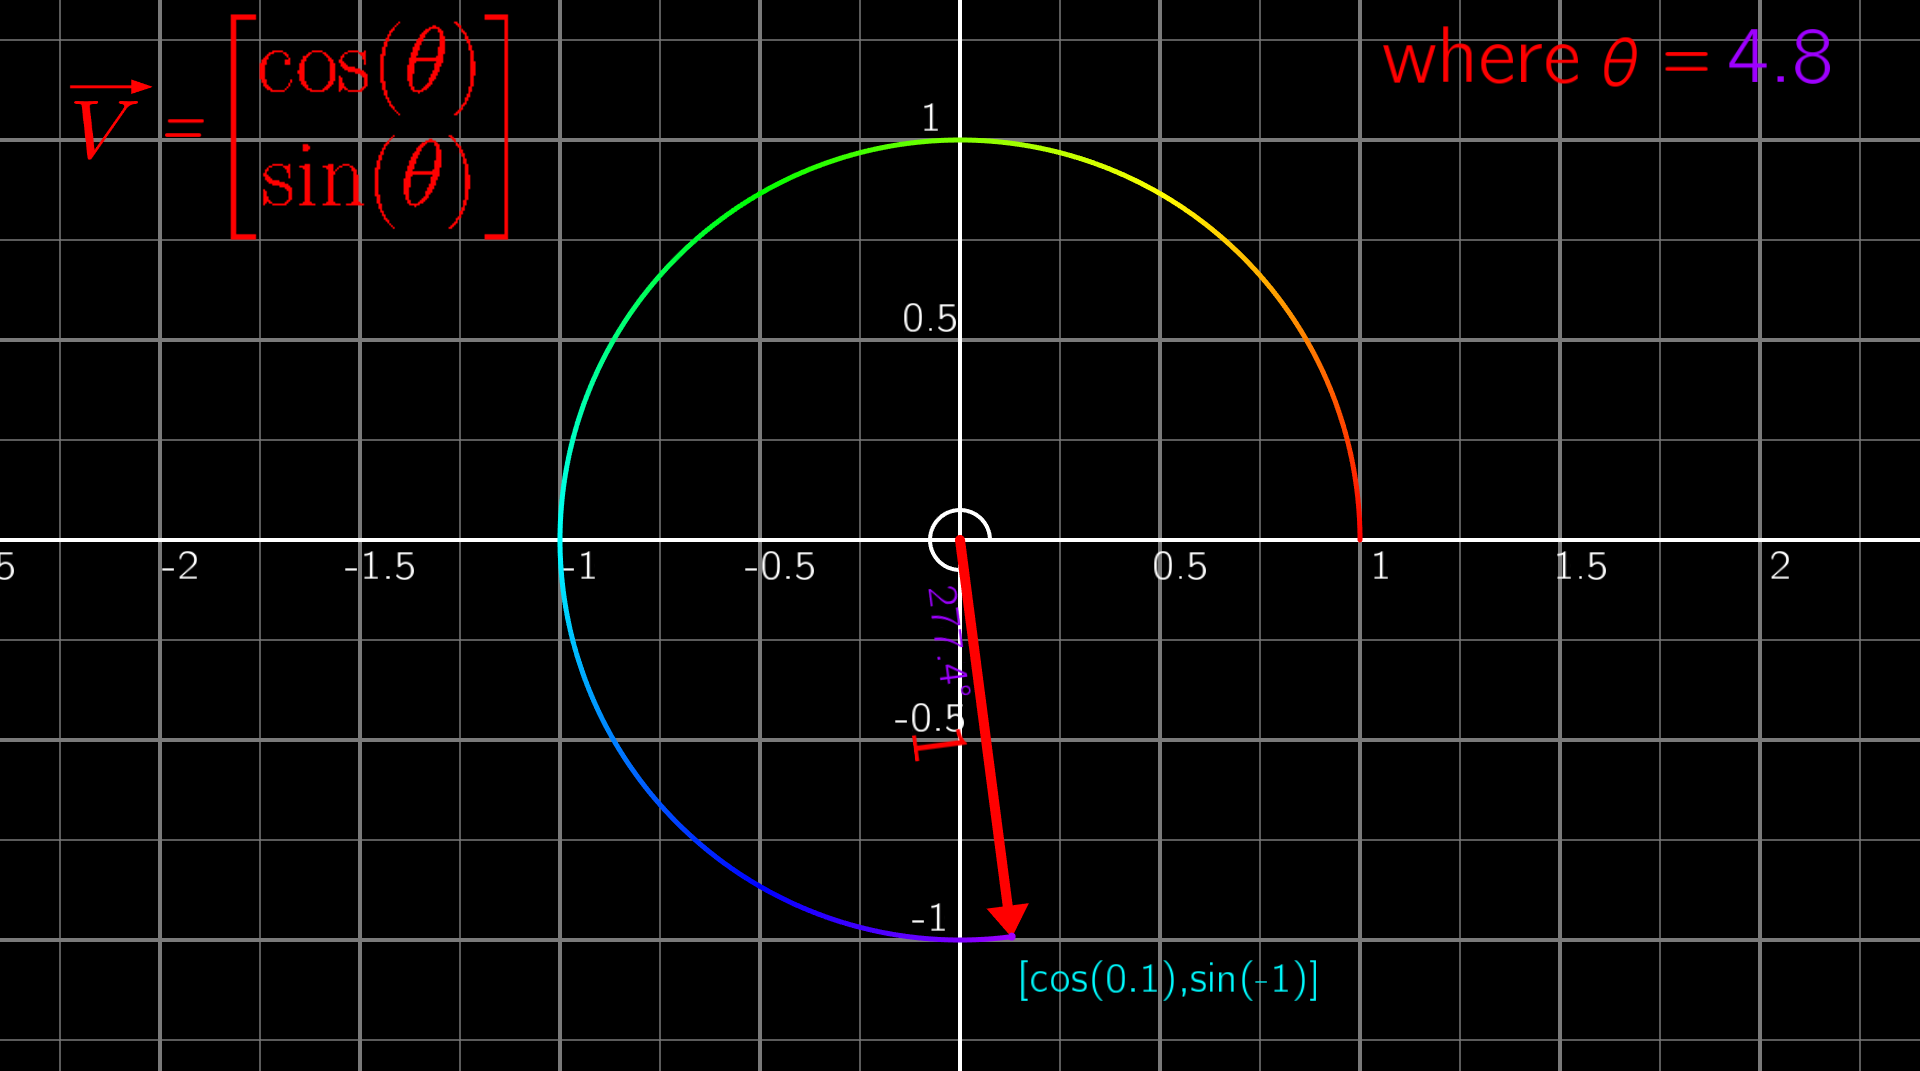 V = [cos(θ) sin(θ)]
where θ = 4.8
1
0.5
5 -2 -1.5 -1 -0.5 0.5 1 1.5 2
277.4°
-0.5
1
-1
[cos(0.1),sin(-1)]